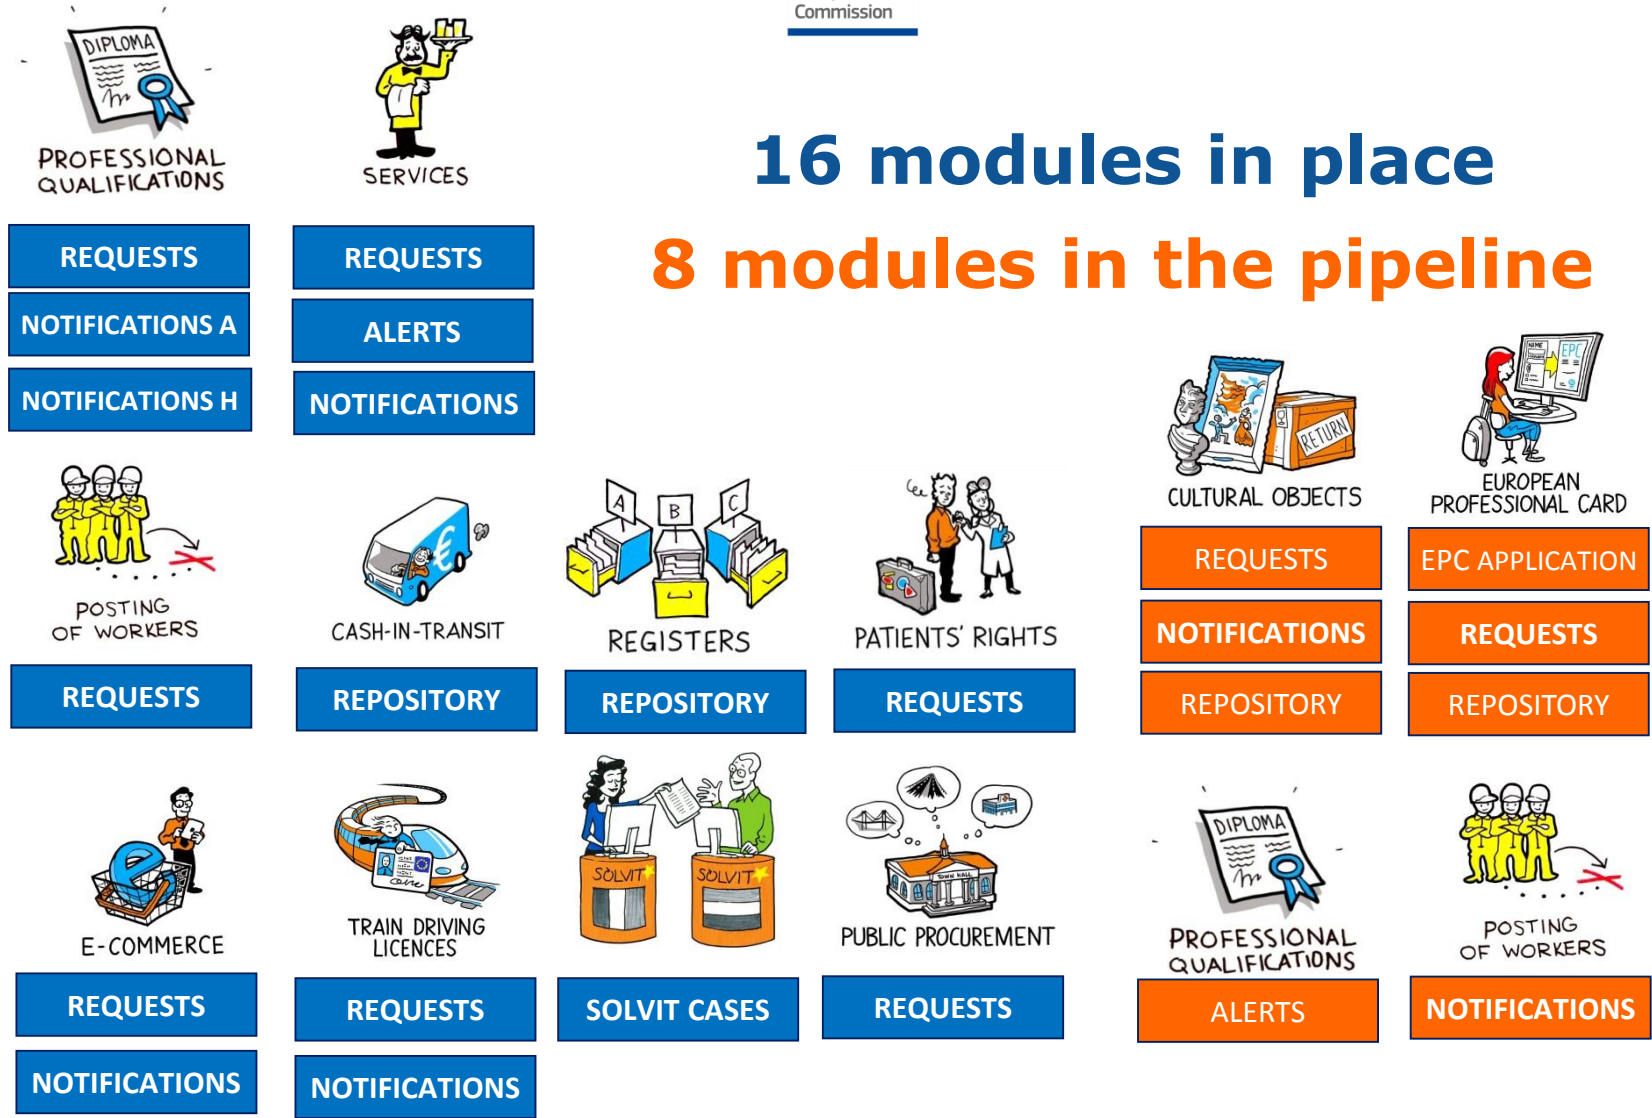 Commission
16 modules in place
8 modules in the pipeline
DIPLOMA
PROFESSIONAL
QUALIFICATIONS
REQUESTS
NOTIFICATIONS A
NOTIFICATIONS H
SERVICES
REQUESTS
ALERTS
NOTIFICATIONS
POSTING
OF WORKERS
REQUESTS
€
CASH-IN-TRANSIT
REPOSITORY
A
B
C
REGISTERS
REPOSITORY
PATIENTS' RIGHTS
REQUESTS
RETURN
CULTURAL OBJECTS
REQUESTS
NOTIFICATIONS
REPOSITORY
NAME
EPC
EUROPEAN
PROFESSIONAL CARD
EPC APPLICATION
REQUESTS
REPOSITORY
e
E-COMMERCE
REQUESTS
NOTIFICATIONS
TRAIN DRIVING
LICENCES
REQUESTS
NOTIFICATIONS
SOLVIT
SOLVIT
SOLVIT CASES
TOWN HALL
PUBLIC PROCUREMENT
REQUESTS
DIPLOMA
PROFESSIONAL
QUALIFICATIONS
ALERTS
POSTING
OF WORKERS
NOTIFICATIONS